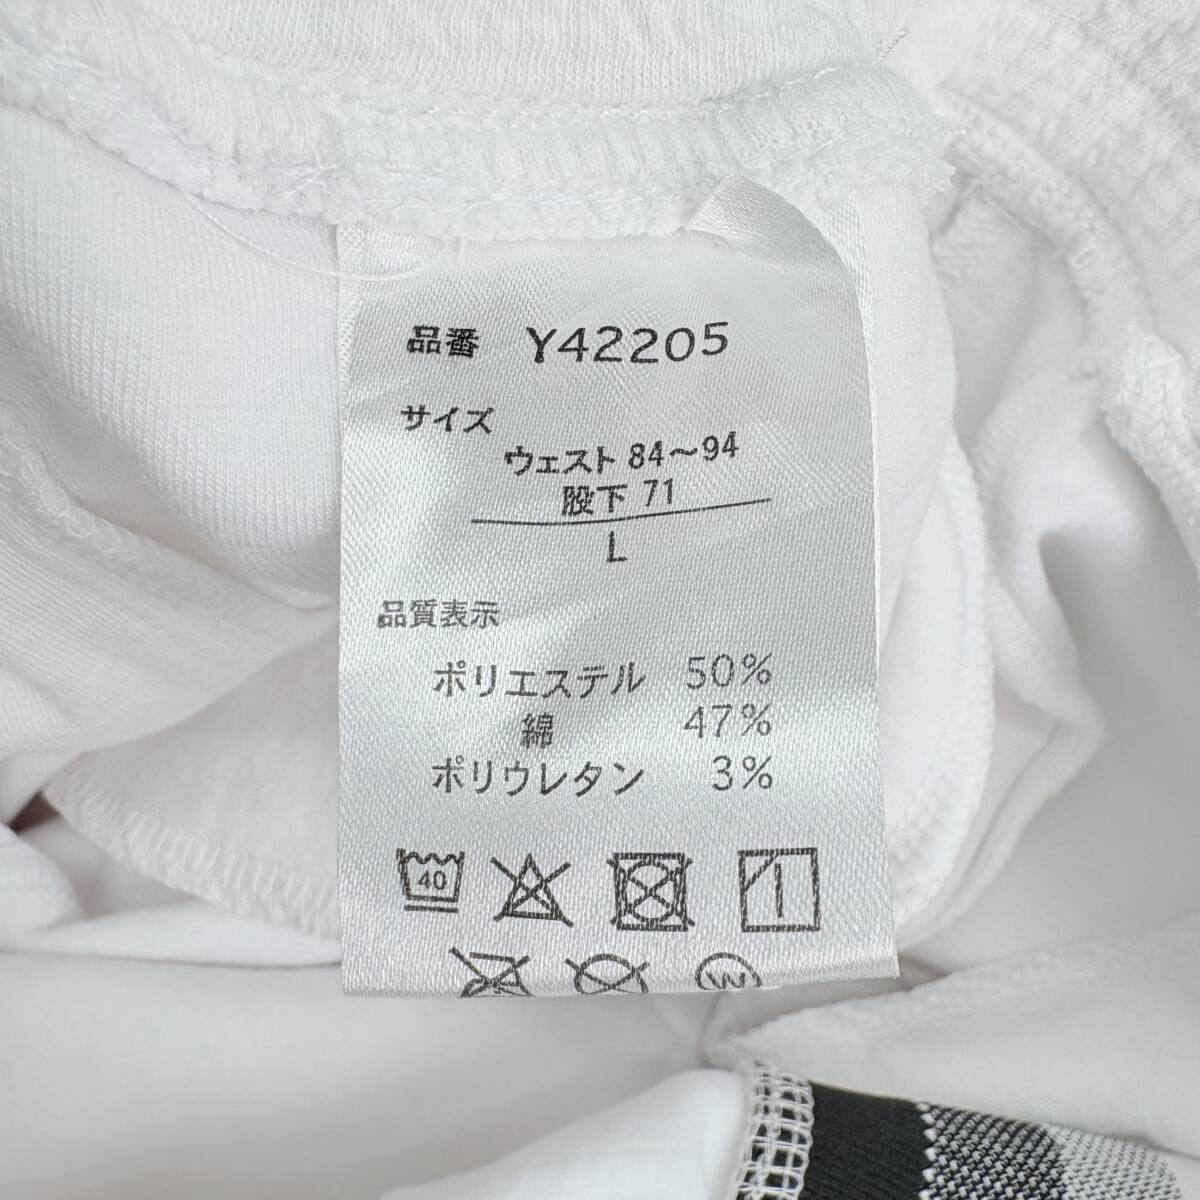 品番 Y42205
サイズ
ウェスト 84～94
股下 71
L
品質表示
ポリエステル 50%
綿 47%
ポリウレタン 3%
40
W